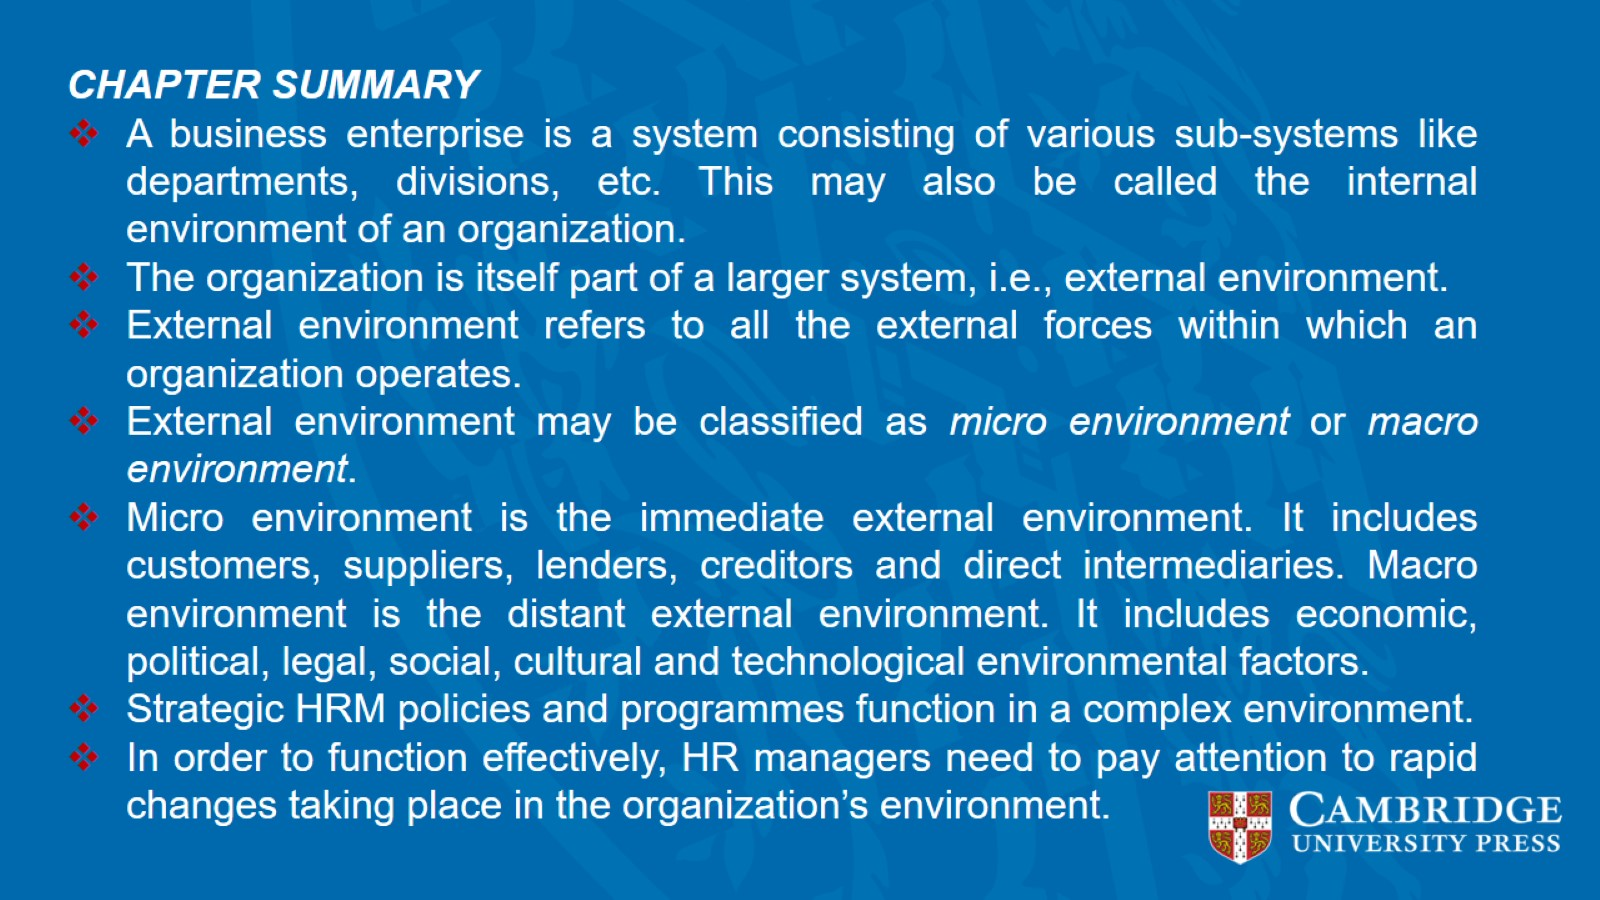 CHAPTER SUMMARY
A business enterprise is a system consisting of various sub-systems like
departments, divisions, etc. This may also be called the internal
environment of an organization.
The organization is itself part of a larger system, i.e., external environment.
External environment refers to all the external forces within which an
organization operates.
External environment may be classified as micro environment or macro
environment.
Micro environment is the immediate external environment. It includes
customers, suppliers, lenders, creditors and direct intermediaries. Macro
environment is the distant external environment. It includes economic,
political, legal, social, cultural and technological environmental factors.
Strategic HRM policies and programmes function in a complex environment.
In order to function effectively, HR managers need to pay attention to rapid
changes taking place in the organization’s environment.
CAMBRIDGE
UNIVERSITY PRESS